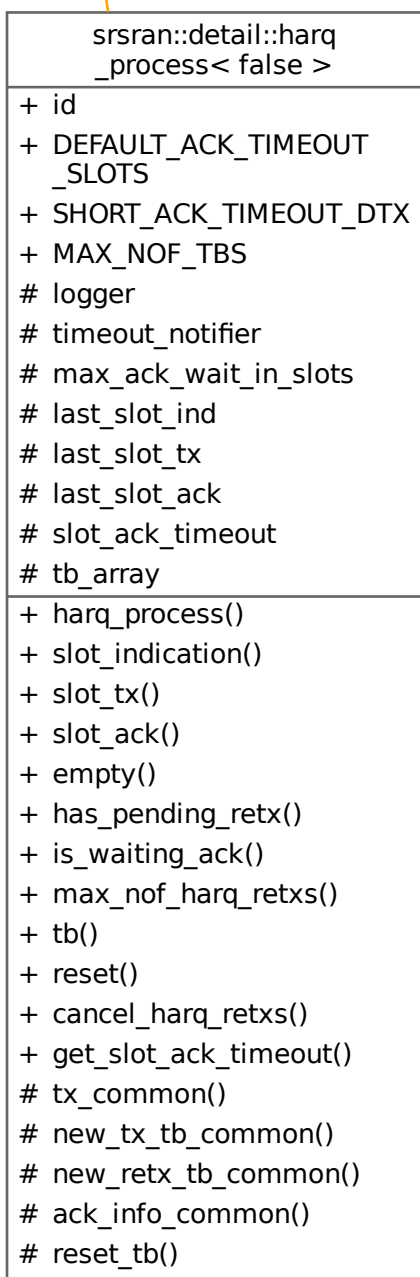 srsran::detail::harq
_process< false >
+ id
+ DEFAULT_ACK_TIMEOUT
_SLOTS
+ SHORT_ACK_TIMEOUT_DTX
+ MAX_NOF_TBS
# logger
# timeout_notifier
# max_ack_wait_in_slots
# last_slot_ind
# last_slot_tx
# last_slot_ack
# slot_ack_timeout
# tb_array
+ harq_process()
+ slot_indication()
+ slot_tx()
+ slot_ack()
+ empty()
+ has_pending_retx()
+ is_waiting_ack()
+ max_nof_harq_retxs()
+ tb()
+ reset()
+ cancel_harq_retxs()
+ get_slot_ack_timeout()
# tx_common()
# new_tx_tb_common()
# new_retx_tb_common()
# ack_info_common()
# reset_tb()